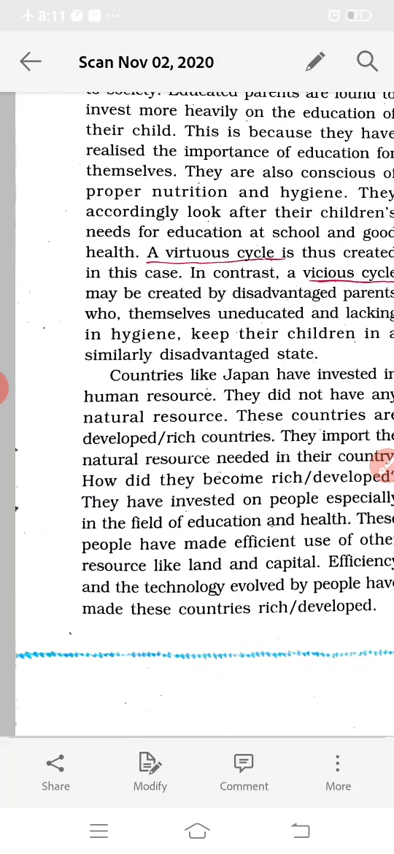 8:11
Scan Nov 02, 2020
to society. Educated parents are found to
invest more heavily on the education of
their child. This is because they have
realised the importance of education for
themselves. They are also conscious of
proper nutrition and hygiene. They
accordingly look after their children's
needs for education at school and good
health. A virtuous cycle is thus created
in this case. In contrast, a vicious cycle
may be created by disadvantaged parents
who, themselves uneducated and lacking
in hygiene, keep their children in a
similarly disadvantaged state.
Countries like Japan have invested in
human resource. They did not have any
natural resource. These countries are
developed/rich countries. They import the
natural resource needed in their country.
How did they become rich/developed?
They have invested on people especially
in the field of education and health. These
people have made efficient use of other
resource like land and capital. Efficiency
and the technology evolved by people have
made these countries rich/developed.
Share Modify Comment More